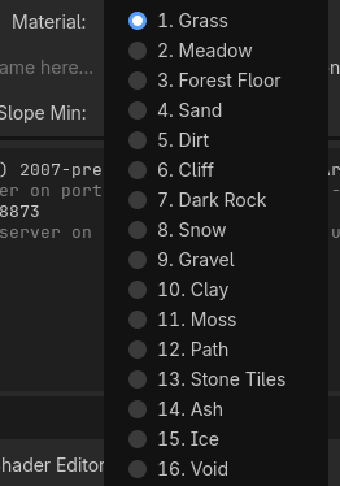 Material:
1. Grass
2. Meadow
ame here...
3. Forest Floor
4. Sand
Slope Min:
5. Dirt
) 2007-pre
6. Cliff
er on port
7. Dark Rock
8873
8. Snow
server on
9. Gravel
10. Clay
11. Moss
12. Path
13. Stone Tiles
14. Ash
hader Editor
15. Ice
16. Void